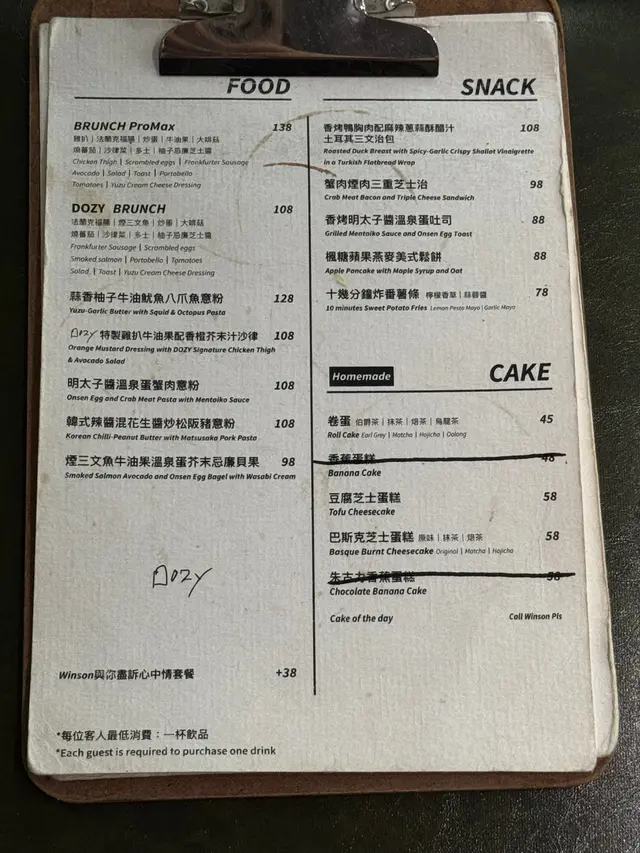 FOOD
BRUNCH ProMax 138
雞扒 | 法蘭克福腸 | 炒蛋 | 牛油果 | 大啡菇
燒蕃茄 | 沙律菜 | 多士 | 柚子忌廉芝士醬
Chicken Thigh | Scrambled eggs | Frankfurter Sausage
Avocado | Salad | Toast | Portobello
Tomatoes | Yuzu Cream Cheese Dressing
DOZY BRUNCH 108
法蘭克福腸 | 煙三文魚 | 炒蛋 | 大啡菇
燒蕃茄 | 沙律菜 | 多士 | 柚子忌廉芝士醬
Frankfurter Sausage | Scrambled eggs
Smoked salmon | Portobello | Tomatoes
Salad | Toast | Yuzu Cream Cheese Dressing
蒜香柚子牛油魷魚八爪魚意粉 128
Yuzu-Garlic Butter with Squid & Octopus Pasta
Dozy 特製雞扒牛油果配香橙芥末汁沙律 108
Orange Mustard Dressing with DOZY Signature Chicken Thigh
& Avocado Salad
明太子醬溫泉蛋蟹肉意粉 108
Onsen Egg and Crab Meat Pasta with Mentaiko Sauce
韓式辣醬混花生醬炒松阪豬意粉 108
Korean Chilli-Peanut Butter with Matsusaka Pork Pasta
煙三文魚牛油果溫泉蛋芥末忌廉貝果 98
Smoked Salmon Avocado and Onsen Egg Bagel with Wasabi Cream
Dozy
Winson與你盡訴心中情套餐 +38
*每位客人最低消費：一杯飲品
*Each guest is required to purchase one drink
SNACK
香烤鴨胸肉配麻辣蔥蒜酥醋汁 108
土耳其三文治包
Roasted Duck Breast with Spicy-Garlic Crispy Shallot Vinaigrette
in a Turkish Flatbread Wrap
蟹肉煙肉三重芝士治 98
Crab Meat Bacon and Triple Cheese Sandwich
香烤明太子醬溫泉蛋吐司 88
Grilled Mentaiko Sauce and Onsen Egg Toast
楓糖蘋果燕麥美式鬆餅 88
Apple Pancake with Maple Syrup and Oat
十幾分鐘炸番薯條 檸檬香草 | 蒜蓉醬 78
10 minutes Sweet Potato Fries Lemon Pesto Mayo | Garlic Mayo
Homemade CAKE
卷蛋 伯爵茶 | 抹茶 | 焙茶 | 烏龍茶 45
Roll Cake Earl Grey | Matcha | Hojicha | Oolong
香蕉蛋糕 48
Banana Cake
豆腐芝士蛋糕 58
Tofu Cheesecake
巴斯克芝士蛋糕 原味 | 抹茶 | 焙茶 58
Basque Burnt Cheesecake Original | Matcha | Hojicha
朱古力香蕉蛋糕 58
Chocolate Banana Cake
Cake of the day Call Winson Pls